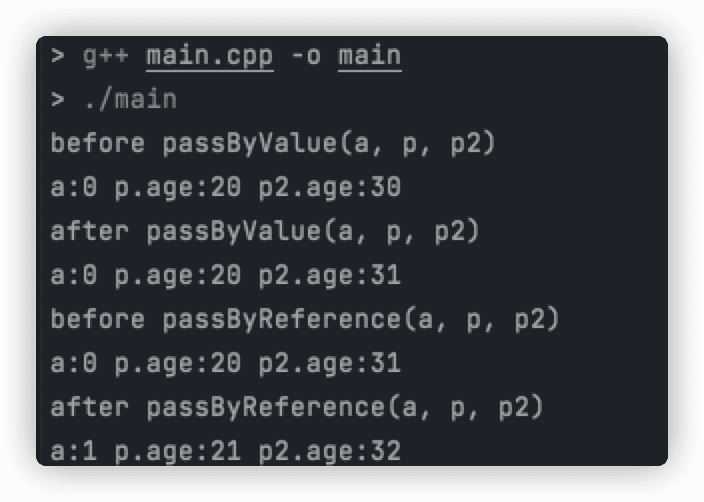 > g++ main.cpp -o main
> ./main
before passByValue(a, p, p2)
a:0 p.age:20 p2.age:30
after passByValue(a, p, p2)
a:0 p.age:20 p2.age:31
before passByReference(a, p, p2)
a:0 p.age:20 p2.age:31
after passByReference(a, p, p2)
a:1 p.age:21 p2.age:32